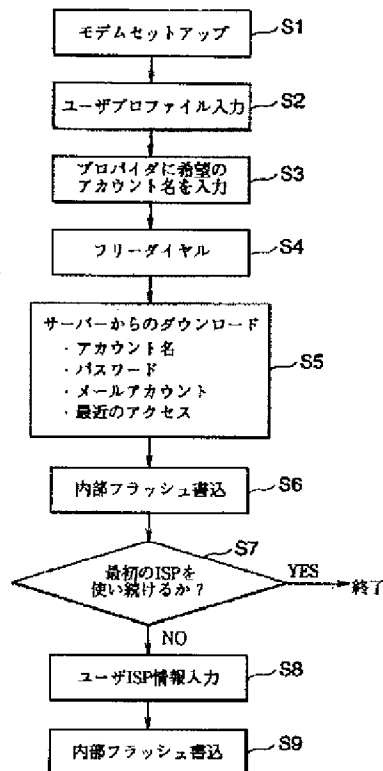 モデムセットアップ
S1
ユーザプロファイル入力
S2
プロバイダに希望の
アカウント名を入力
S3
フリーダイヤル
S4
サーバーからのダウンロード
・アカウント名
・パスワード
・メールアカウント
・最近のアクセス
S5
内部フラッシュ書込
S6
最初のISPを
使い続けるか?
S7
YES
終了
NO
ユーザISP情報入力
S8
内部フラッシュ書込
S9